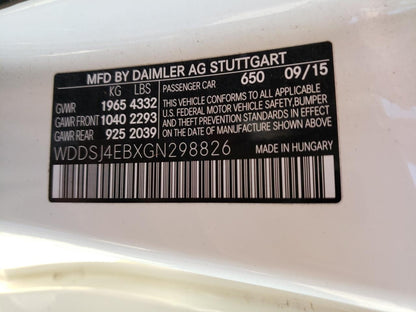 MFD BY DAIMLER AG STUTTGART
KG LBS PASSENGER CAR 650 09/15
GVWR 1965 4332 THIS VEHICLE CONFORMS TO ALL APPLICABLE
GAWR FRONT 1040 2293 U.S. FEDERAL MOTOR VEHICLE SAFETY, BUMPER
GAWR REAR 925 2039 AND THEFT PREVENTION STANDARDS IN EFFECT
ON THE DATE OF MANUFACTURE SHOWN ABOVE.
WDDSJ4EBXGN298826 MADE IN HUNGARY